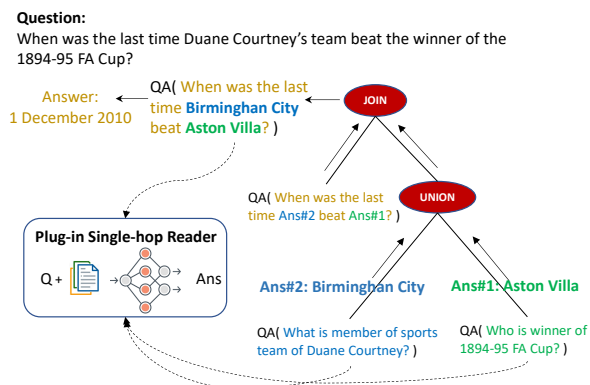 Question:
When was the last time Duane Courtney's team beat the winner of the
1894-95 FA Cup?
Answer:
1 December 2010
QA( When was the last
time Birminghan City
beat Aston Villa? )
JOIN
QA( When was the last
time Ans#2 beat Ans#1? )
UNION
Plug-in Single-hop Reader
Q +
Ans
Ans#2: Birmingham City
Ans#1: Aston Villa
QA( What is member of sports
team of Duane Courtney? )
QA( Who is winner of
1894-95 FA Cup? )